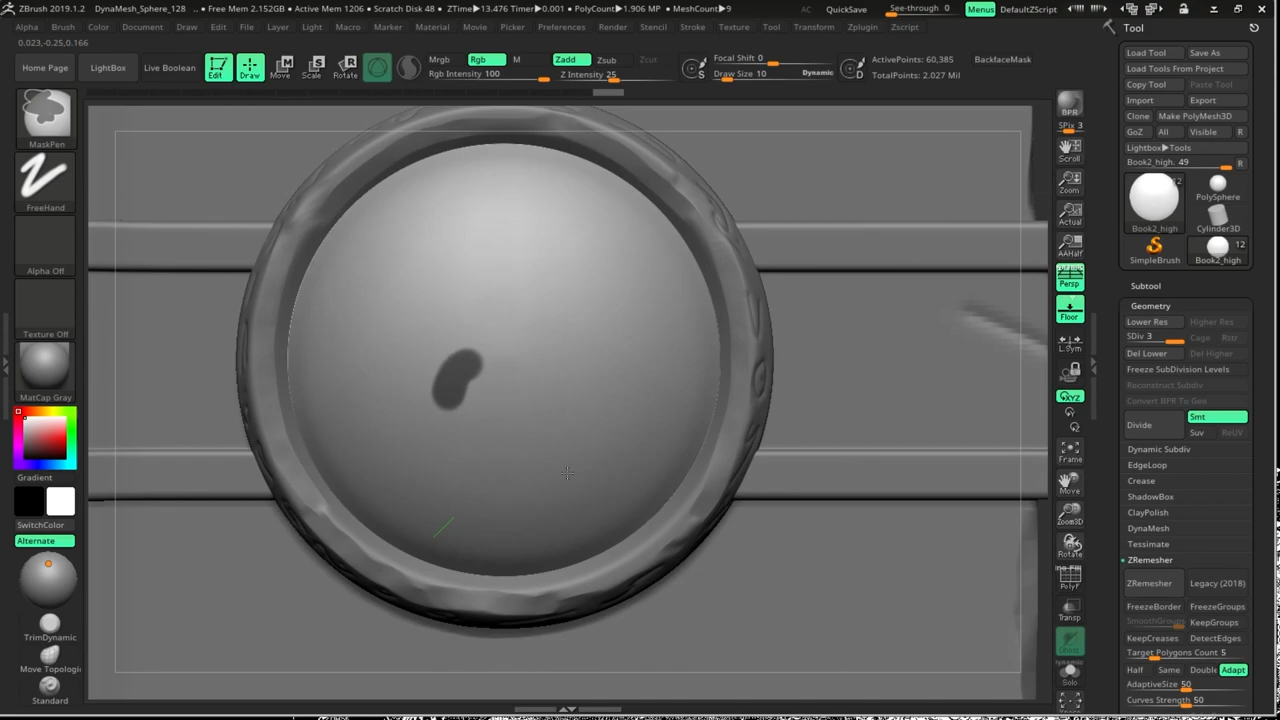 ZBrush 2019.1.2 DynaMesh_Sphere_128 • Free Mem 2.152GB • Active Mem 1206 • Scratch Disk 48 • ZTime▶13.476 Timer▶0.001 • PolyCount▶1.906 MP • MeshCount▶9 AC QuickSave See-through 0 Menus DefaultZScript
Alpha Brush Color Document Draw Edit File Layer Light Macro Marker Material Movie Picker Preferences Render Stencil Stroke Texture Tool Transform Zplugin Zscript
Tool
0.023,-0.25,0.166
Home Page LightBox Live Boolean Edit Draw Move Scale Rotate
Mrgb Rgb M Zadd Zsub Zcut
Rgb Intensity 100 Z Intensity 25
Focal Shift 0
Draw Size 10 Dynamic
S
D
ActivePoints: 60,385
TotalPoints: 2.027 Mil
BackfaceMask
MaskPen
FreeHand
Alpha Off
Texture Off
MatCap Gray
Gradient
SwitchColor
Alternate
TrimDynamic
Move Topologic
Standard
BPR
SPix 3
Scroll
Zoom
Actual
AAHalf
Persp
Floor
L.Sym
XYZ
Y
Z
Frame
Move
Zoom3D
Rotate
PolyF
Transp
Ghost
Dynamic
Solo
Load Tool Save As
Load Tools From Project
Copy Tool Paste Tool
Import Export
Clone Make PolyMesh3D
GoZ All Visible R
Lightbox▶Tools
Book2_high. 49 R
12
Book2_high
PolySphere
Cylinder3D
SimpleBrush
12
Book2_high
Subtool
Geometry
Lower Res Higher Res
SDiv 3 Cage Rstr
Del Lower Del Higher
Freeze SubDivision Levels
Reconstruct Subdiv
Convert BPR To Geo
Divide Smt
Suv ReUV
Dynamic Subdiv
EdgeLoop
Crease
ShadowBox
ClayPolish
DynaMesh
Tessimate
ZRemesher
ZRemesher Legacy (2018)
FreezeBorder FreezeGroups
SmoothGroups KeepGroups
KeepCreases DetectEdges
Target Polygons Count 5
Half Same Double Adapt
AdaptiveSize 50
Curves Strength 50